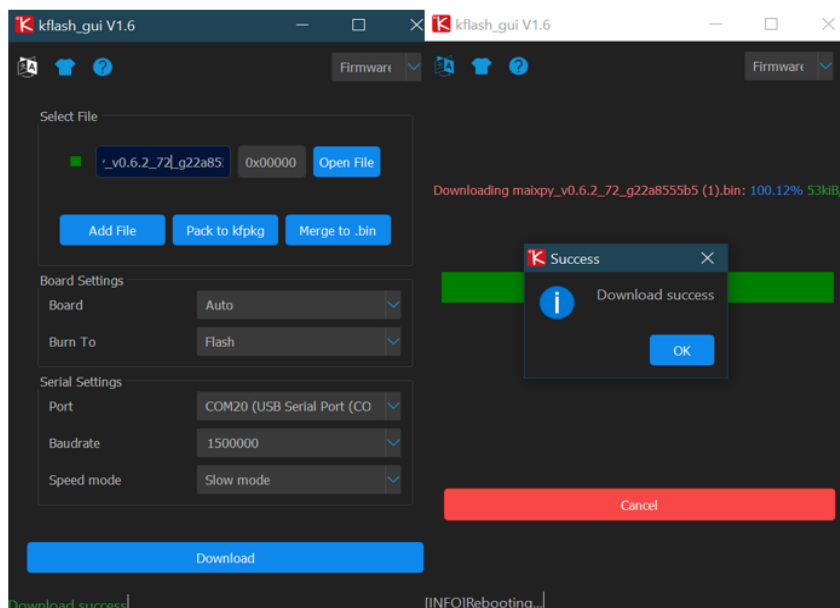 kflash_gui V1.6
Firmware
Select File
_v0.6.2_72_g22a85 0x00000 Open File
Add File Pack to kfpkg Merge to .bin
Board Settings
Board Auto
Burn To Flash
Serial Settings
Port COM20 (USB Serial Port (CO
Baudrate 1500000
Speed mode Slow mode
Download
Download success
kflash_gui V1.6
Firmware
Downloading maixpy_v0.6.2_72_g22a8555b5 (1).bin: 100.12% 53kiB/
Success
Download success
OK
Cancel
[INFO]Rebooting...